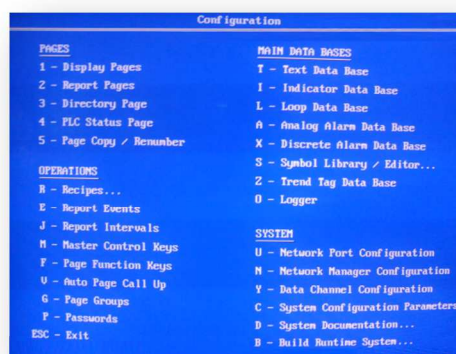 Configuration
PAGES
1 - Display Pages
2 - Report Pages
3 - Directory Page
4 - PLC Status Page
5 - Page Copy / Renumber
OPERATIONS
R - Recipes...
E - Report Events
J - Report Intervals
M - Master Control Keys
F - Page Function Keys
V - Auto Page Call Up
G - Page Groups
P - Passwords
ESC - Exit
MAIN DATA BASES
T - Text Data Base
I - Indicator Data Base
L - Loop Data Base
A - Analog Alarm Data Base
X - Discrete Alarm Data Base
S - Symbol Library / Editor...
Z - Trend Tag Data Base
O - Logger
SYSTEM
U - Network Port Configuration
N - Network Manager Configuration
Y - Data Channel Configuration
C - System Configuration Parameters
D - System Documentation...
B - Build Runtime System...